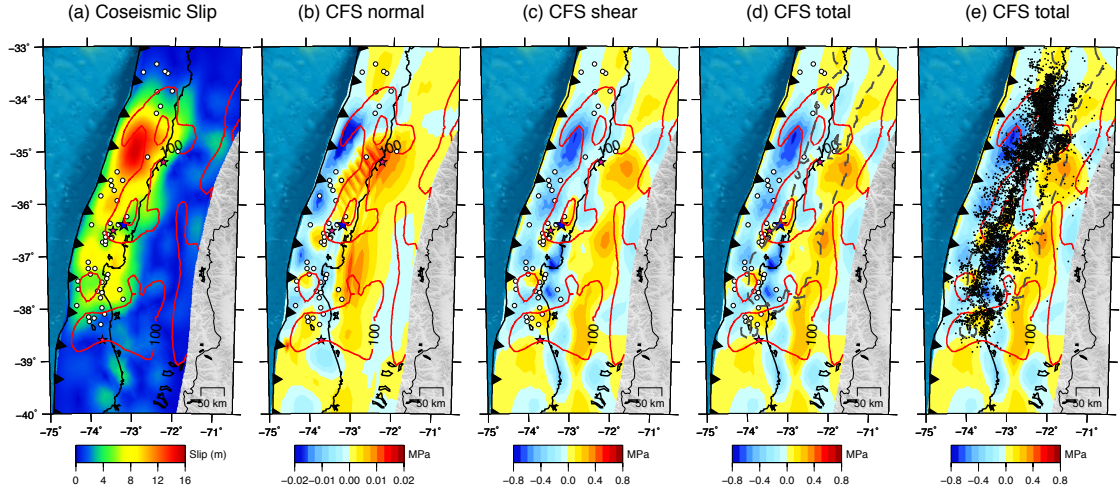 (a) Coseismic Slip
(b) CFS normal
(c) CFS shear
(d) CFS total
(e) CFS total
−33°
−34°
−35°
−36°
−37°
−38°
−39°
−40°
100
100
100
100
100
100
50 km
50 km
50 km
50 km
50 km
−75° −74° −73° −72° −71°
−75° −74° −73° −72° −71°
−75° −74° −73° −72° −71°
−75° −74° −73° −72° −71°
−75° −74° −73° −72° −71°
Slip (m)
0 4 8 12 16
MPa
−0.02 −0.01 0.00 0.01 0.02
MPa
−0.8 −0.4 0.0 0.4 0.8
MPa
−0.8 −0.4 0.0 0.4 0.8
MPa
−0.8 −0.4 0.0 0.4 0.8